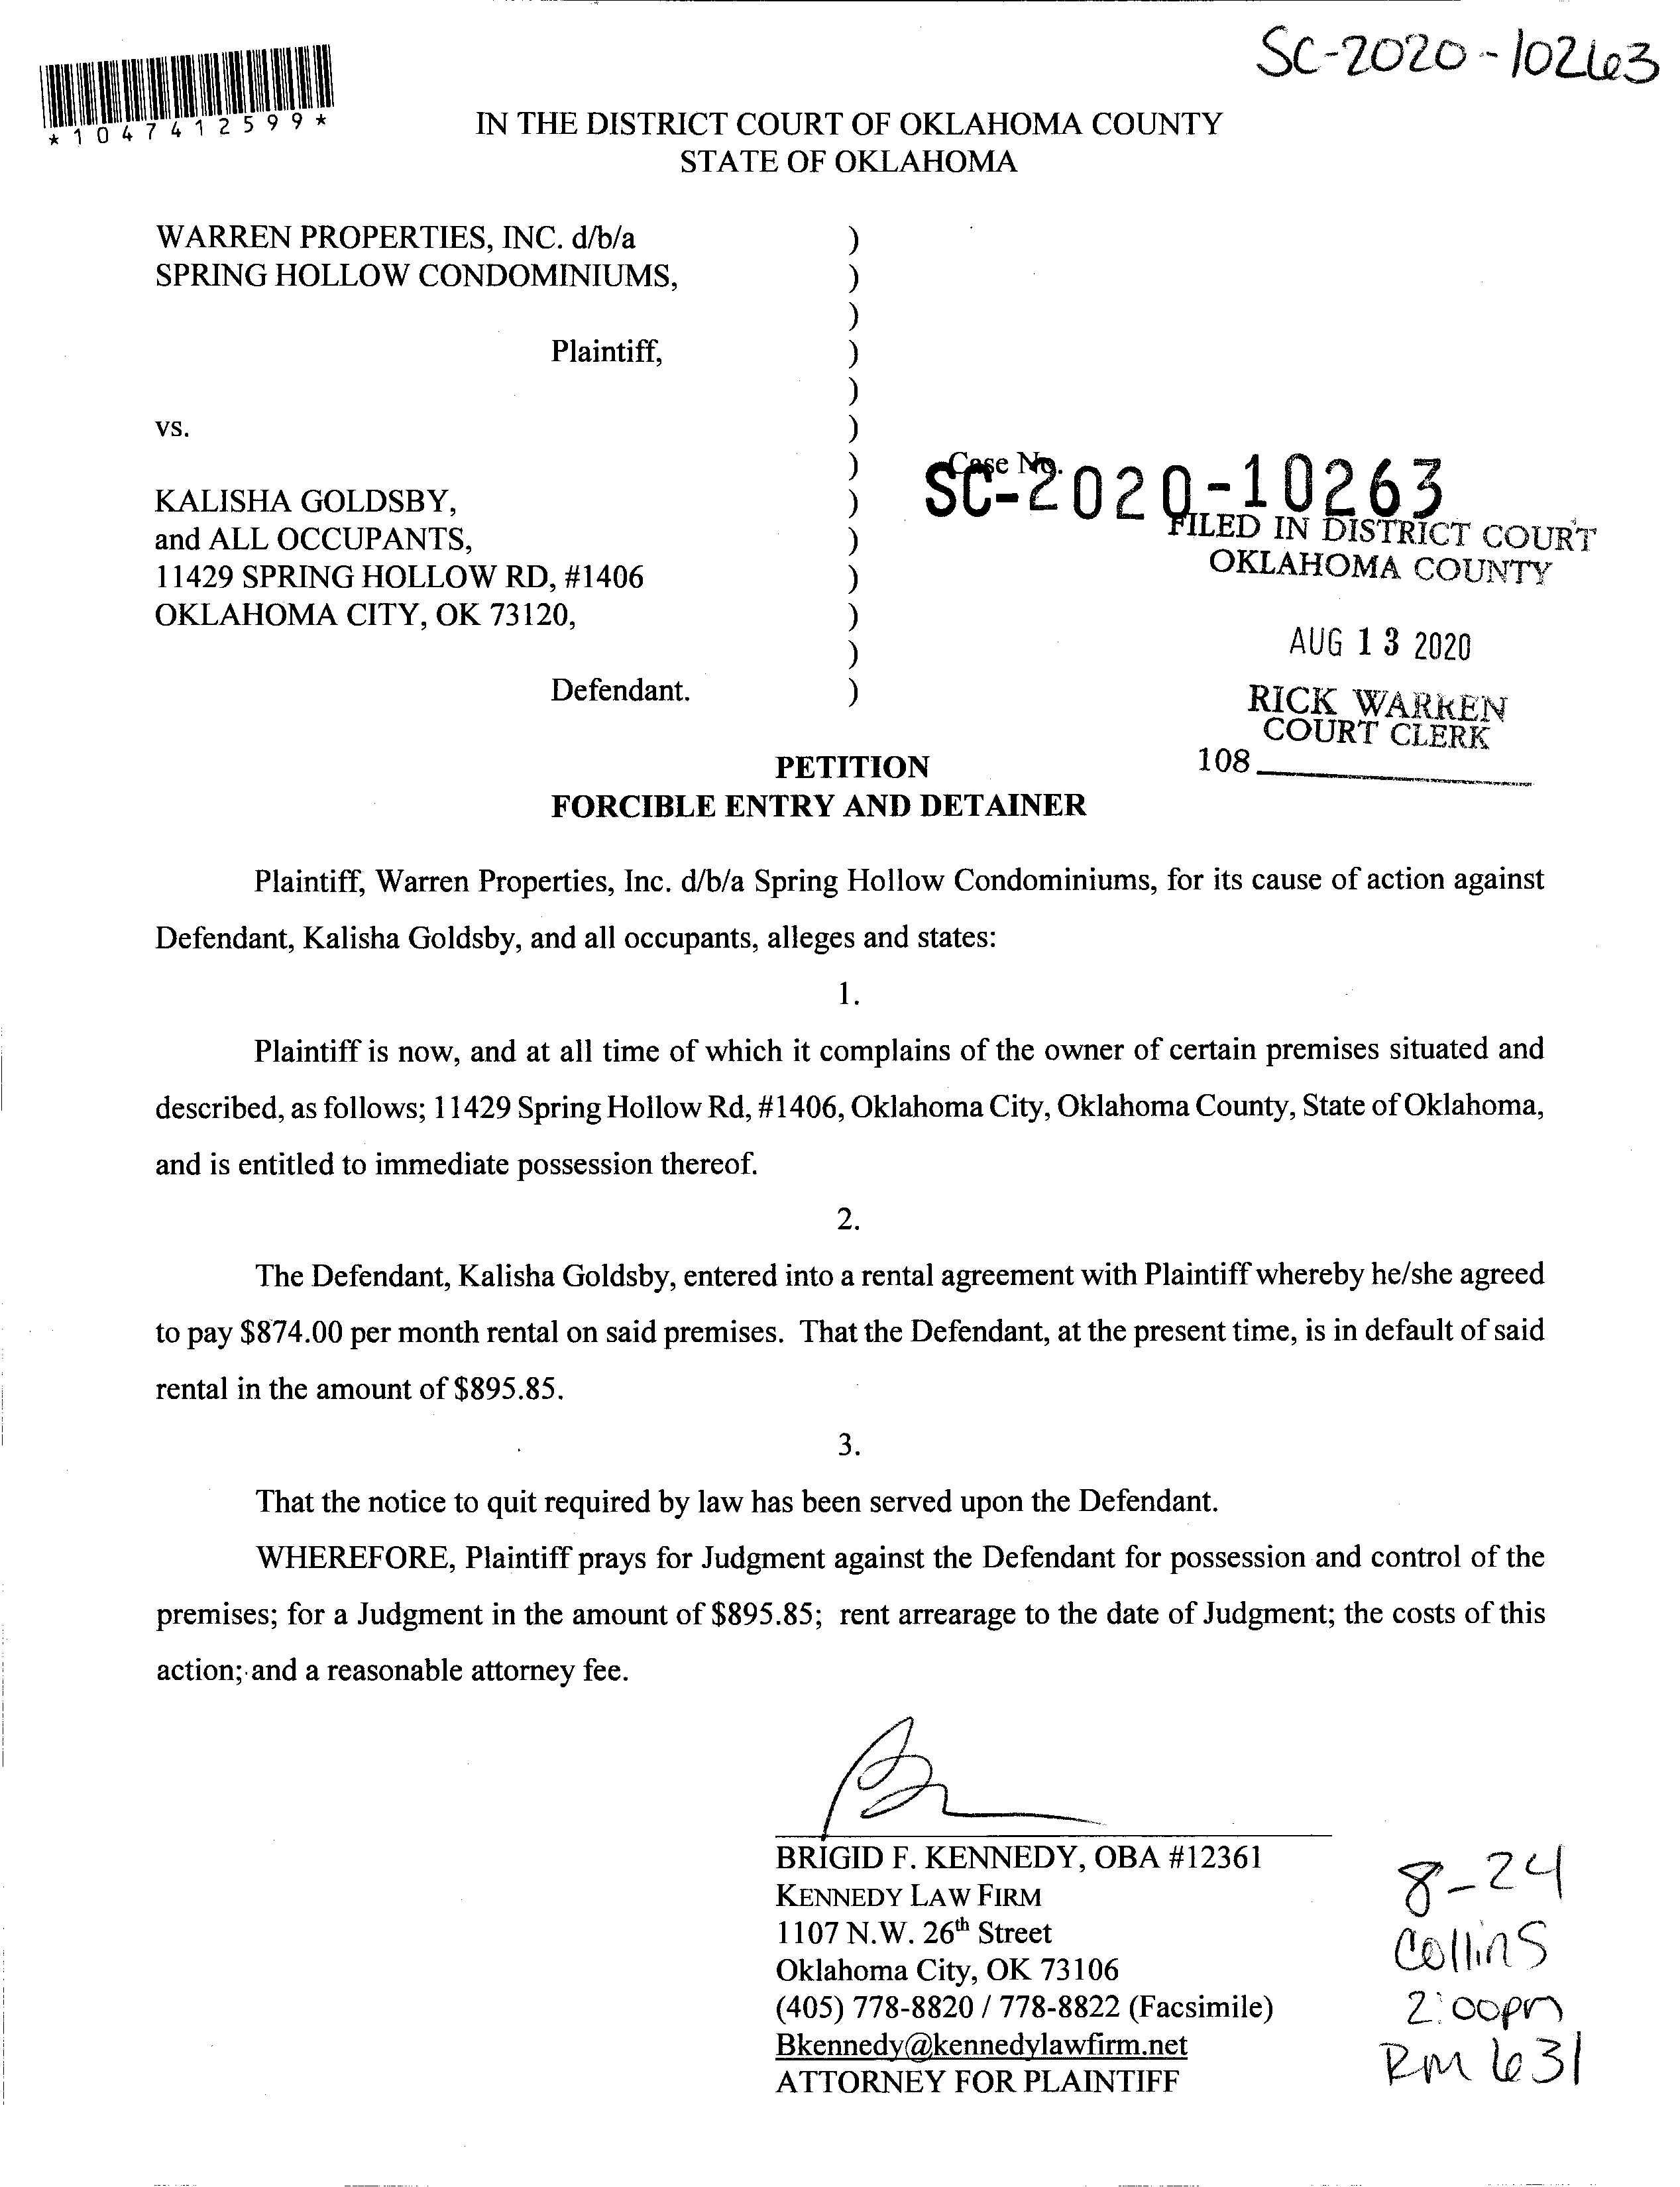 SC-2020-10263
*1047412599*
IN THE DISTRICT COURT OF OKLAHOMA COUNTY
STATE OF OKLAHOMA
WARREN PROPERTIES, INC. d/b/a )
SPRING HOLLOW CONDOMINIUMS, )
)
Plaintiff, )
)
vs. )
) Case No.
SC-2020-10263
KALISHA GOLDSBY, )
and ALL OCCUPANTS, )
11429 SPRING HOLLOW RD, #1406 )
OKLAHOMA CITY, OK 73120, )
)
Defendant. )
FILED IN DISTRICT COURT
OKLAHOMA COUNTY
AUG 13 2020
RICK WARREN
COURT CLERK
108
PETITION
FORCIBLE ENTRY AND DETAINER
Plaintiff, Warren Properties, Inc. d/b/a Spring Hollow Condominiums, for its cause of action against
Defendant, Kalisha Goldsby, and all occupants, alleges and states:
1.
Plaintiff is now, and at all time of which it complains of the owner of certain premises situated and
described, as follows; 11429 Spring Hollow Rd, #1406, Oklahoma City, Oklahoma County, State of Oklahoma,
and is entitled to immediate possession thereof.
2.
The Defendant, Kalisha Goldsby, entered into a rental agreement with Plaintiff whereby he/she agreed
to pay $874.00 per month rental on said premises. That the Defendant, at the present time, is in default of said
rental in the amount of $895.85.
3.
That the notice to quit required by law has been served upon the Defendant.
WHEREFORE, Plaintiff prays for Judgment against the Defendant for possession and control of the
premises; for a Judgment in the amount of $895.85; rent arrearage to the date of Judgment; the costs of this
action; and a reasonable attorney fee.
BRIGID F. KENNEDY, OBA #12361
KENNEDY LAW FIRM
1107 N.W. 26th Street
Oklahoma City, OK 73106
(405) 778-8820 / 778-8822 (Facsimile)
Bkennedy@kennedylawfirm.net
ATTORNEY FOR PLAINTIFF
8-24
Collins
2:00pm
Rm 631